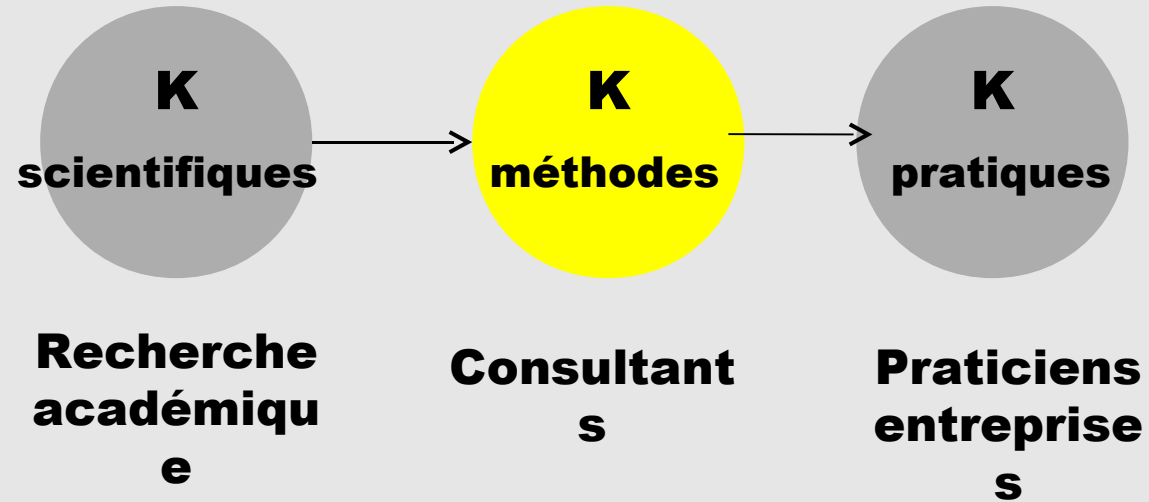 K
scientifiques
K
méthodes
K
pratiques
Recherche
académiqu
e
Consultant
s
Praticiens
entreprise
s